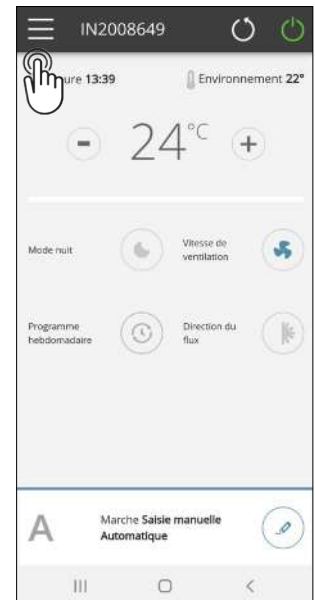 IN2008649
ure 13:39
Environnement 22°
- 24°C +
Mode nuit
Vitesse de
ventilation
Programme
hebdomadaire
Direction du
flux
A
Marche Saisie manuelle
Automatique